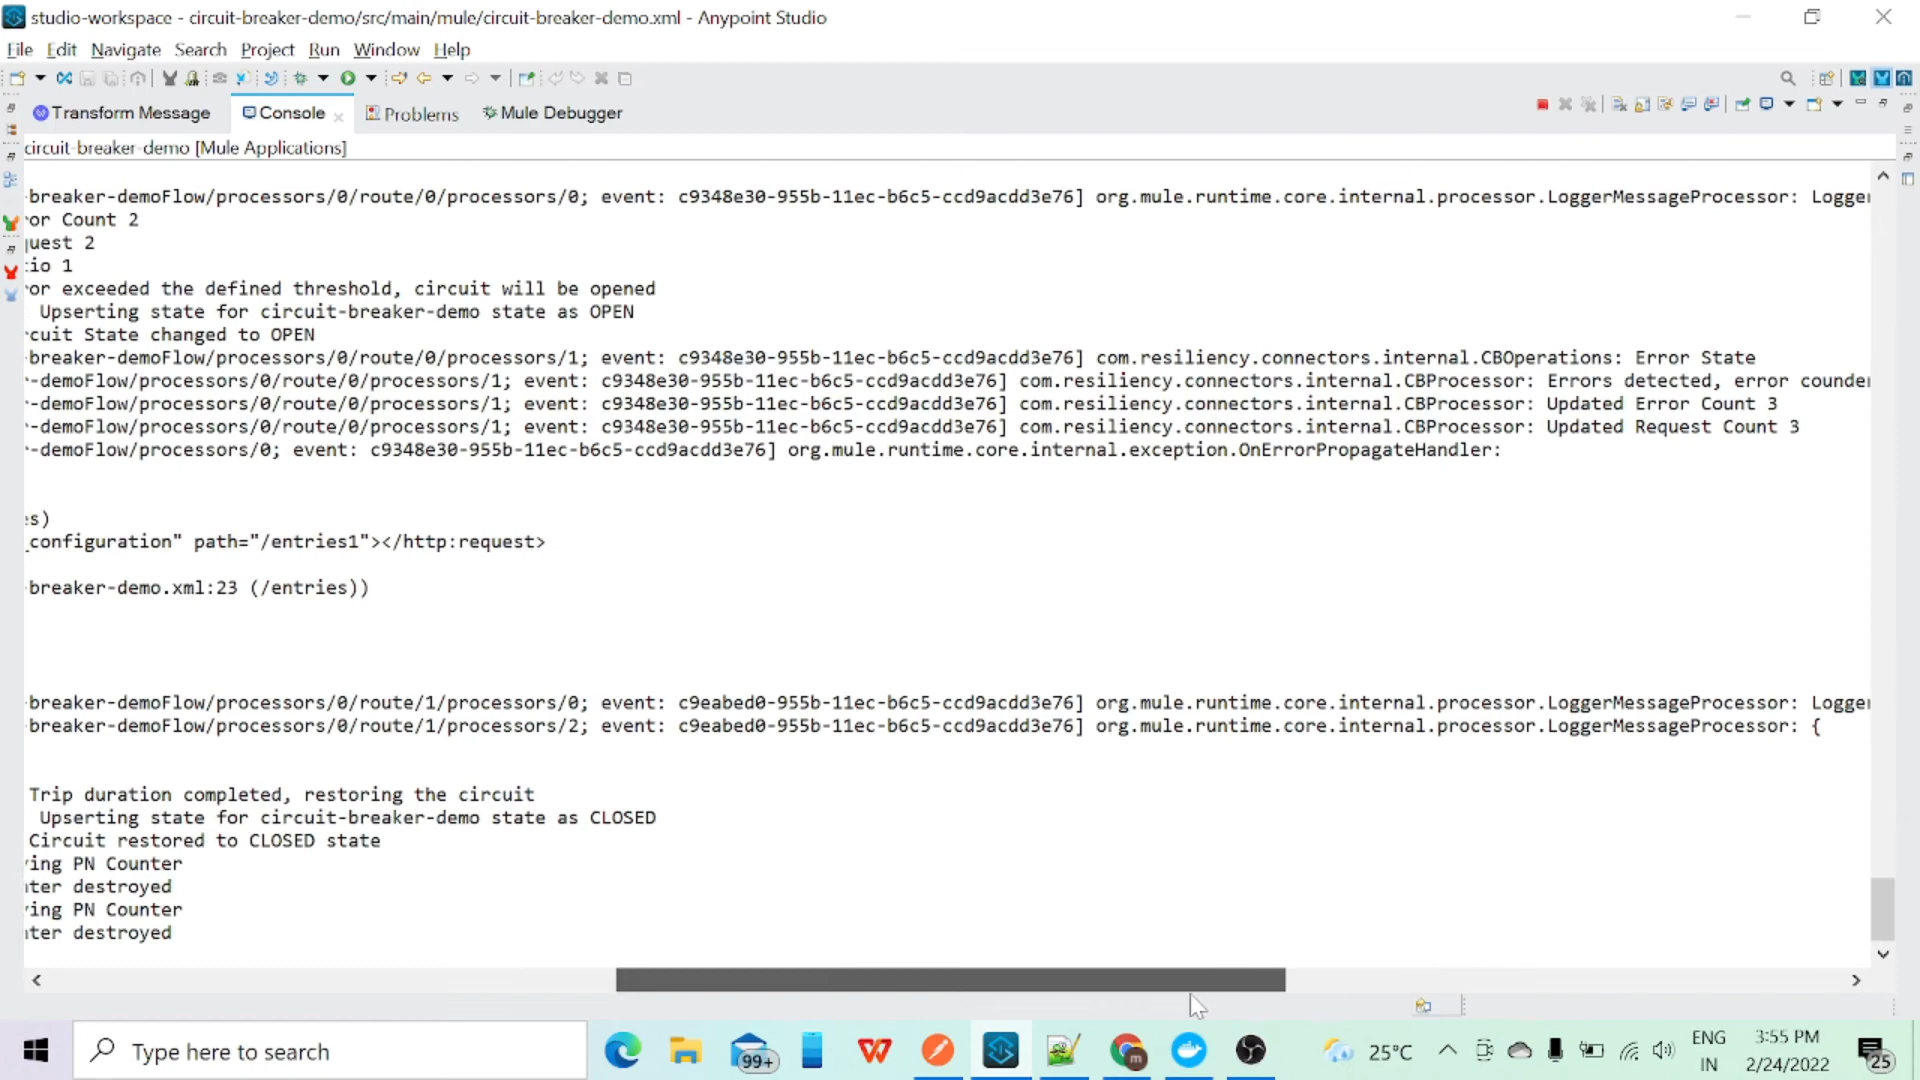 studio-workspace - circuit-breaker-demo/src/main/mule/circuit-breaker-demo.xml - Anypoint Studio
File Edit Navigate Search Project Run Window Help
Transform Message Console Problems Mule Debugger
circuit-breaker-demo [Mule Applications]
-breaker-demoFlow/processors/0/route/0/processors/0; event: c9348e30-955b-11ec-b6c5-ccd9acdd3e76] org.mule.runtime.core.internal.processor.LoggerMessageProcessor: Logger
or Count 2
quest 2
tio 1
or exceeded the defined threshold, circuit will be opened
Upserting state for circuit-breaker-demo state as OPEN
rcuit State changed to OPEN
-breaker-demoFlow/processors/0/route/0/processors/1; event: c9348e30-955b-11ec-b6c5-ccd9acdd3e76] com.resiliency.connectors.internal.CBOperations: Error State
-demoFlow/processors/0/route/0/processors/1; event: c9348e30-955b-11ec-b6c5-ccd9acdd3e76] com.resiliency.connectors.internal.CBProcessor: Errors detected, error counder
-demoFlow/processors/0/route/0/processors/1; event: c9348e30-955b-11ec-b6c5-ccd9acdd3e76] com.resiliency.connectors.internal.CBProcessor: Updated Error Count 3
-demoFlow/processors/0/route/0/processors/1; event: c9348e30-955b-11ec-b6c5-ccd9acdd3e76] com.resiliency.connectors.internal.CBProcessor: Updated Request Count 3
-demoFlow/processors/0; event: c9348e30-955b-11ec-b6c5-ccd9acdd3e76] org.mule.runtime.core.internal.exception.OnErrorPropagateHandler:
es)
_configuration" path="/entries1"></http:request>
-breaker-demo.xml:23 (/entries))
-breaker-demoFlow/processors/0/route/1/processors/0; event: c9eabed0-955b-11ec-b6c5-ccd9acdd3e76] org.mule.runtime.core.internal.processor.LoggerMessageProcessor: Logger
-breaker-demoFlow/processors/0/route/1/processors/2; event: c9eabed0-955b-11ec-b6c5-ccd9acdd3e76] org.mule.runtime.core.internal.processor.LoggerMessageProcessor: {
Trip duration completed, restoring the circuit
Upserting state for circuit-breaker-demo state as CLOSED
Circuit restored to CLOSED state
ying PN Counter
nter destroyed
ying PN Counter
nter destroyed
Type here to search
99+
m
25°C
ENG
IN
3:55 PM
2/24/2022
25